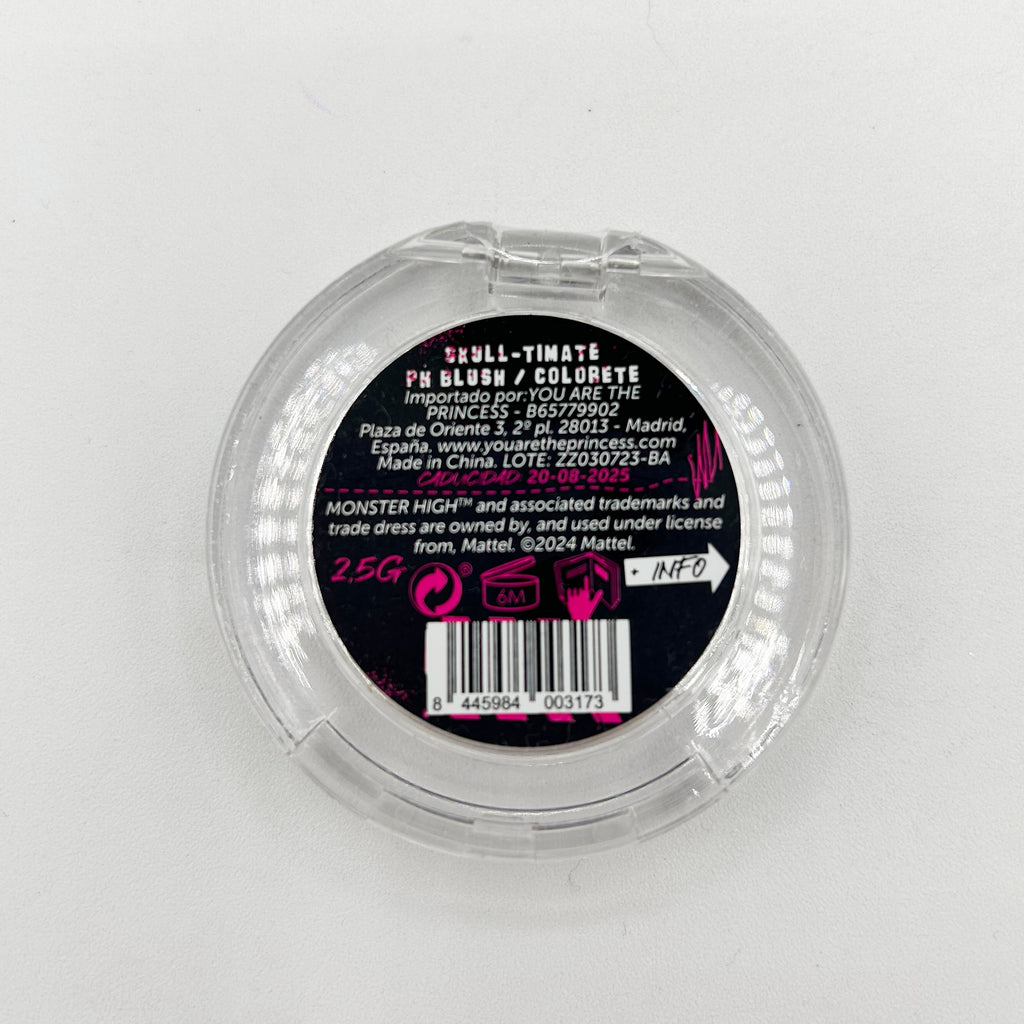 SKULL-TIMATE
PH BLUSH / COLORETE
Importado por:YOU ARE THE
PRINCESS - B65779902
Plaza de Oriente 3, 2º pl. 28013 - Madrid,
España. www.youaretheprincess.com
Made in China. LOTE: ZZ030723-BA
CADUCIDAD: 20-08-2025
MONSTER HIGH™ and associated trademarks and
trade dress are owned by, and used under license
from, Mattel. ©2024 Mattel.
2,5G ® 6M + INFO
8 445984 003173